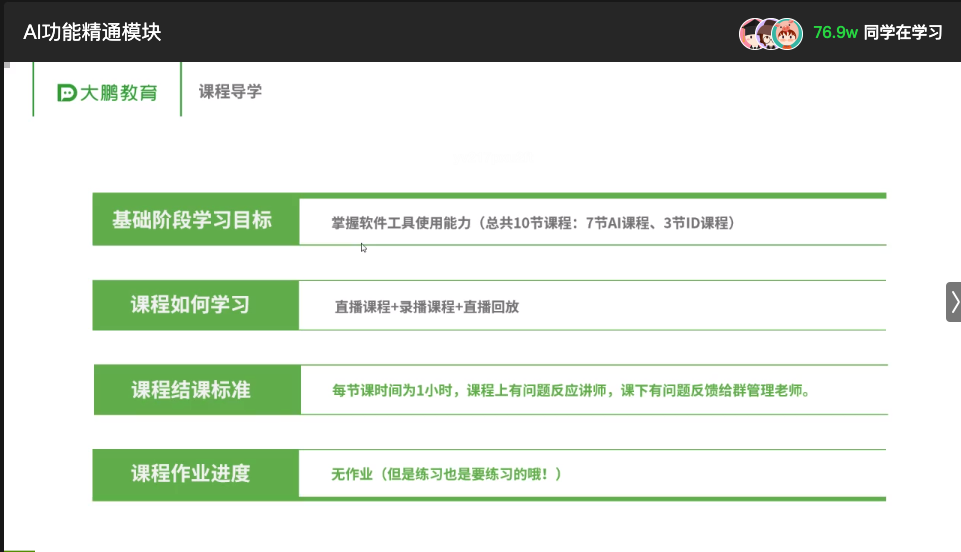 AI功能精通模块
76.9w 同学在学习
大鹏教育
课程导学
基础阶段学习目标
掌握软件工具使用能力（总共10节课程：7节AI课程、3节ID课程）
课程如何学习
直播课程+录播课程+直播回放
课程结课标准
每节课时间为1小时，课程上有问题反应讲师，课下有问题反馈给群管理老师。
课程作业进度
无作业（但是练习也是要练习的哦！）